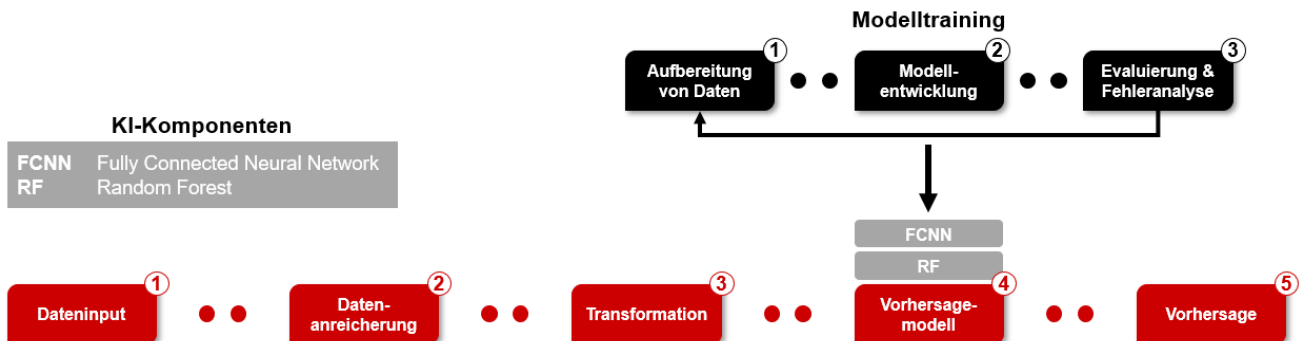 Modelltraining
1
Aufbereitung
von Daten
2
Modell-
entwicklung
3
Evaluierung &
Fehleranalyse
KI-Komponenten
FCNN Fully Connected Neural Network
RF Random Forest
FCNN
RF
1
Dateninput
2
Daten-
anreicherung
3
Transformation
4
Vorhersage-
modell
5
Vorhersage